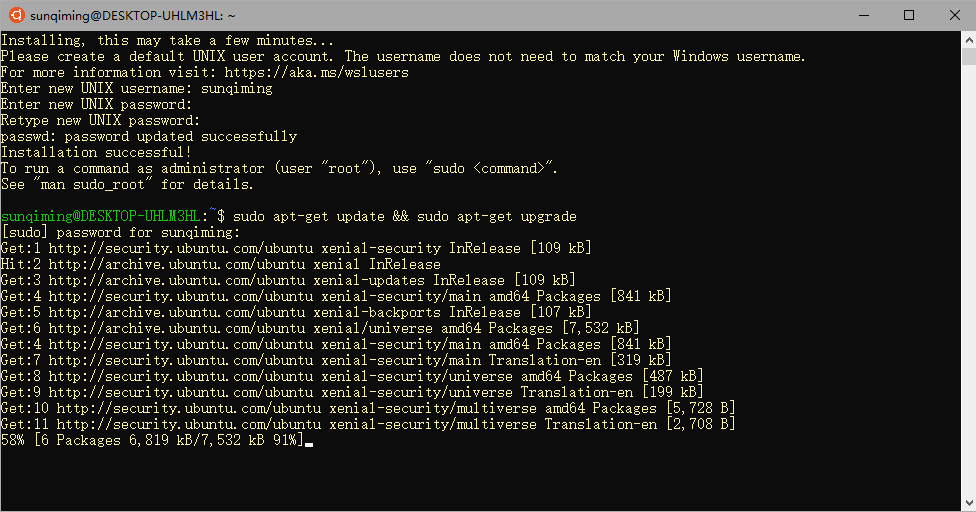 sunqiming@DESKTOP-UHLM3HL: ~
Installing, this may take a few minutes...
Please create a default UNIX user account. The username does not need to match your Windows username.
For more information visit: https://aka.ms/wslusers
Enter new UNIX username: sunqiming
Enter new UNIX password:
Retype new UNIX password:
passwd: password updated successfully
Installation successful!
To run a command as administrator (user "root"), use "sudo <command>".
See "man sudo_root" for details.
sunqiming@DESKTOP-UHLM3HL:~$ sudo apt-get update && sudo apt-get upgrade
[sudo] password for sunqiming:
Get:1 http://security.ubuntu.com/ubuntu xenial-security InRelease [109 kB]
Hit:2 http://archive.ubuntu.com/ubuntu xenial InRelease
Get:3 http://archive.ubuntu.com/ubuntu xenial-updates InRelease [109 kB]
Get:4 http://security.ubuntu.com/ubuntu xenial-security/main amd64 Packages [841 kB]
Get:5 http://archive.ubuntu.com/ubuntu xenial-backports InRelease [107 kB]
Get:6 http://archive.ubuntu.com/ubuntu xenial/universe amd64 Packages [7,532 kB]
Get:4 http://security.ubuntu.com/ubuntu xenial-security/main amd64 Packages [841 kB]
Get:7 http://security.ubuntu.com/ubuntu xenial-security/main Translation-en [319 kB]
Get:8 http://security.ubuntu.com/ubuntu xenial-security/universe amd64 Packages [487 kB]
Get:9 http://security.ubuntu.com/ubuntu xenial-security/universe Translation-en [199 kB]
Get:10 http://security.ubuntu.com/ubuntu xenial-security/multiverse amd64 Packages [5,728 B]
Get:11 http://security.ubuntu.com/ubuntu xenial-security/multiverse Translation-en [2,708 B]
58% [6 Packages 6,819 kB/7,532 kB 91%]